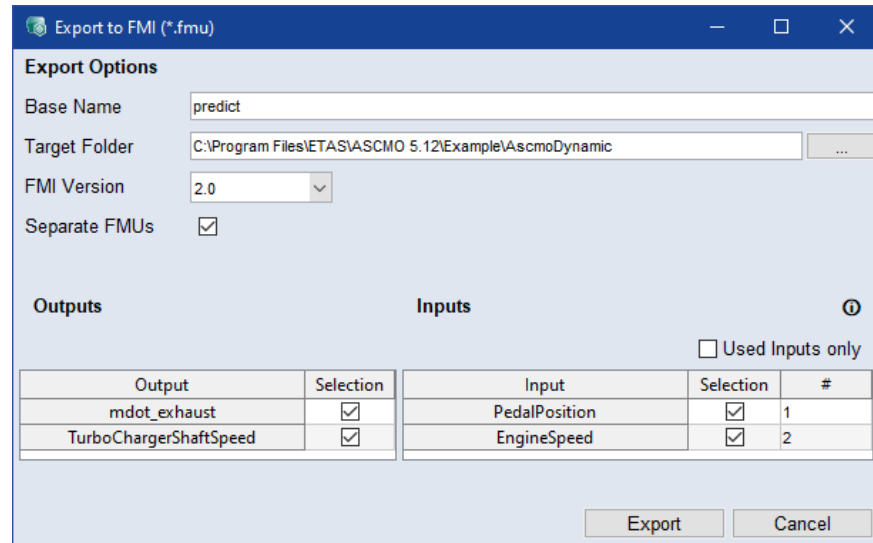 Export to FMI (*.fmu)
Export Options
Base Name predict
Target Folder C:\Program Files\ETAS\ASCMO 5.12\Example\AscmoDynamic ...
FMI Version 2.0
Separate FMUs
Outputs Inputs
Used Inputs only
Output Selection Input Selection #
mdot_exhaust PedalPosition 1
TurboChargerShaftSpeed EngineSpeed 2
Export Cancel